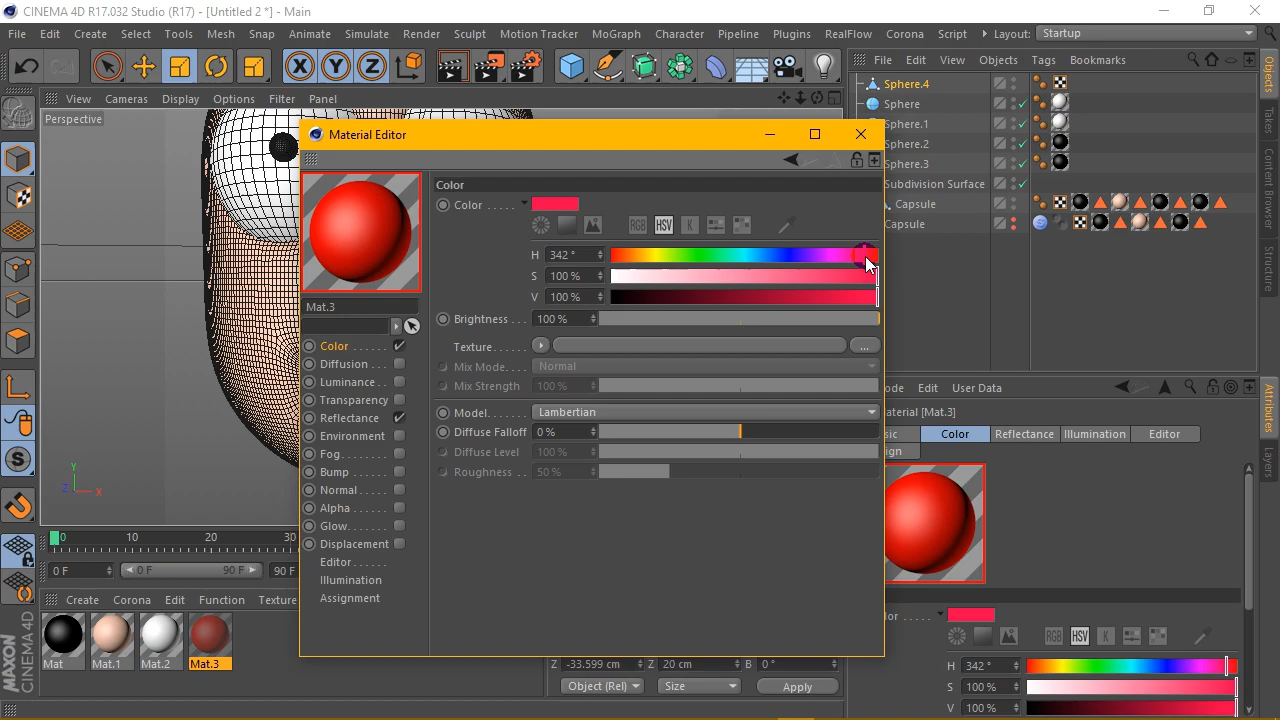 CINEMA 4D R17.032 Studio (R17) - [Untitled 2 *] - Main
File Edit Create Select Tools Mesh Snap Animate Simulate Render Sculpt Motion Tracker MoGraph Character Pipeline Plugins RealFlow Corona Script Layout: Startup
File Edit View Objects Tags Bookmarks
View Cameras Display Options Filter Panel
Perspective
Sphere.4
Sphere
Sphere.1
Sphere.2
Sphere.3
Subdivision Surface
Capsule
Capsule
Objects
Takes
Content Browser
Structure
Material Editor
Color
Color
H 342 °
S 100 %
V 100 %
Brightness . . . 100 %
Texture . . . . . ...
Mix Mode. . . . Normal
Mix Strength 100 %
Model. . . . . . . Lambertian
Diffuse Falloff 0 %
Diffuse Level 100 %
Roughness . . 50 %
Mat.3
Color
Diffusion
Luminance
Transparency
Reflectance
Environment
Fog
Bump
Normal
Alpha
Glow
Displacement
Editor
Illumination
Assignment
ode Edit User Data
aterial [Mat.3]
sic Color Reflectance Illumination Editor
ign
Attributes
Layers
lor
RGB HSV K
H 342 °
S 100 %
V 100 %
RGB HSV K
Y
Z X
0 10 20 30
0 F 0 F 90 F 90 F
Create Corona Edit Function Texture
Mat Mat.1 Mat.2 Mat.3
Z -33.599 cm Z 20 cm B 0 °
Object (Rel) Size Apply
MAXON
CINEMA 4D